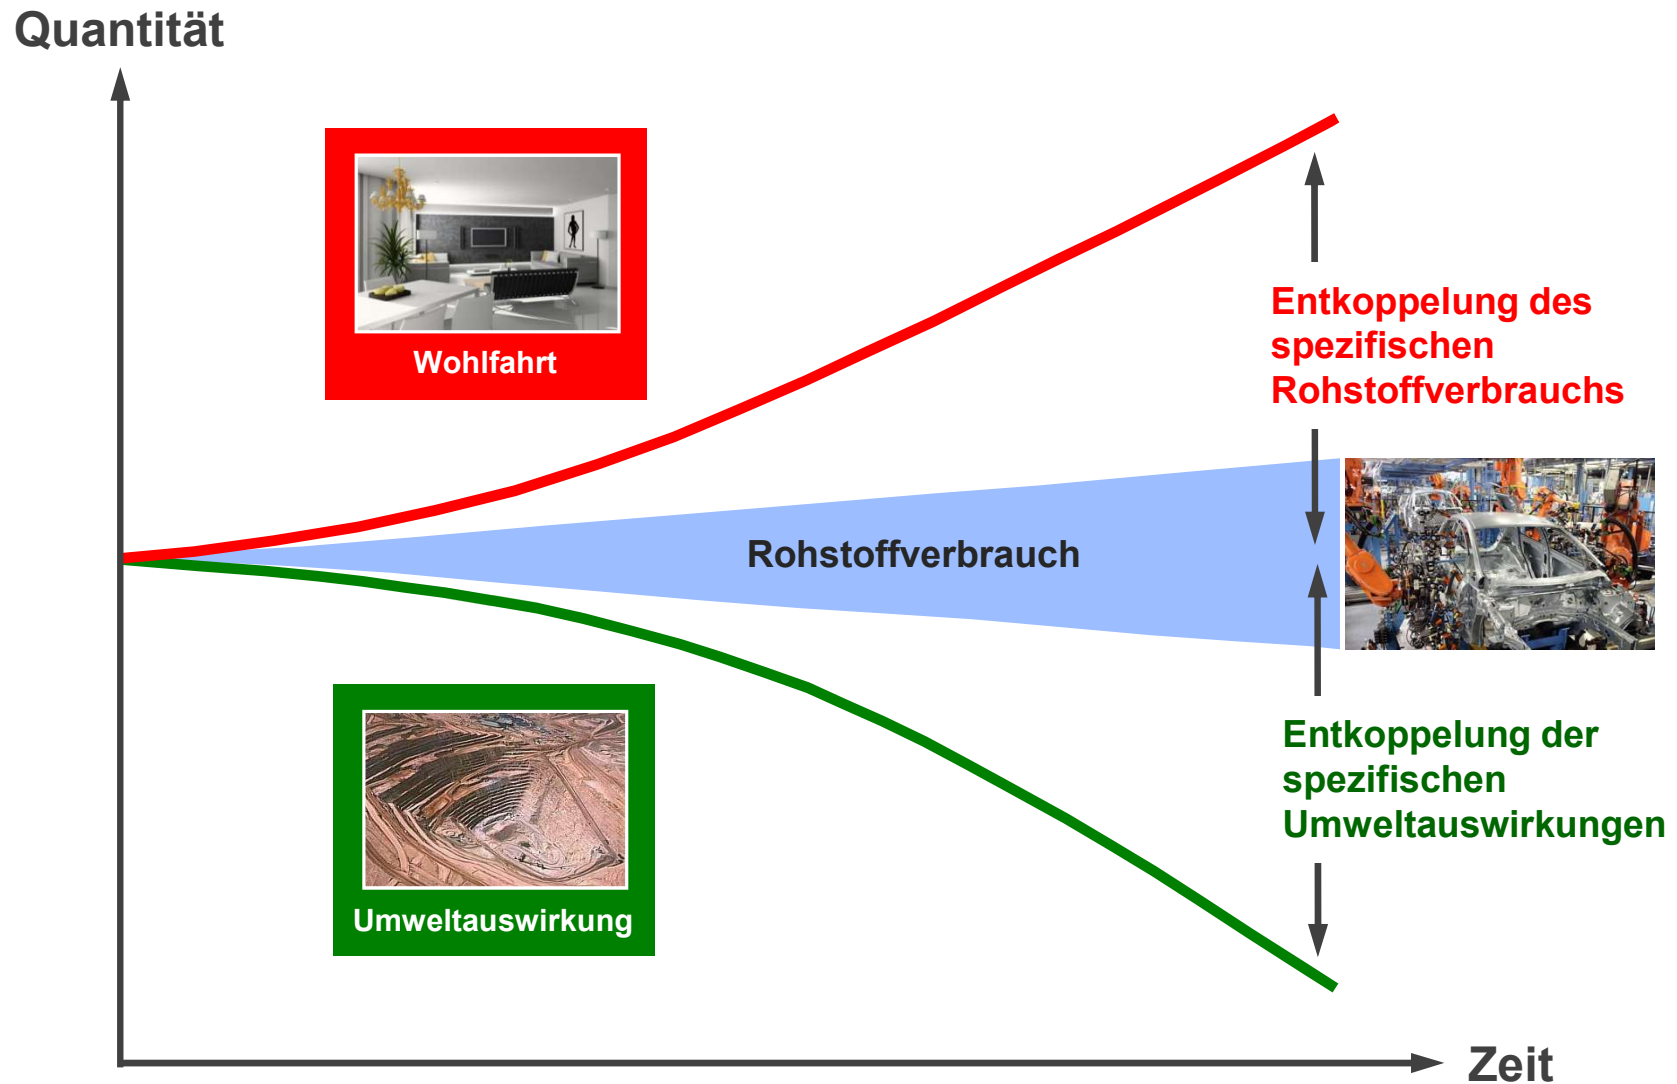 Quantität
Wohlfahrt
Entkoppelung des
spezifischen
Rohstoffverbrauchs
Rohstoffverbrauch
Entkoppelung der
spezifischen
Umweltauswirkungen
Umweltauswirkung
Zeit